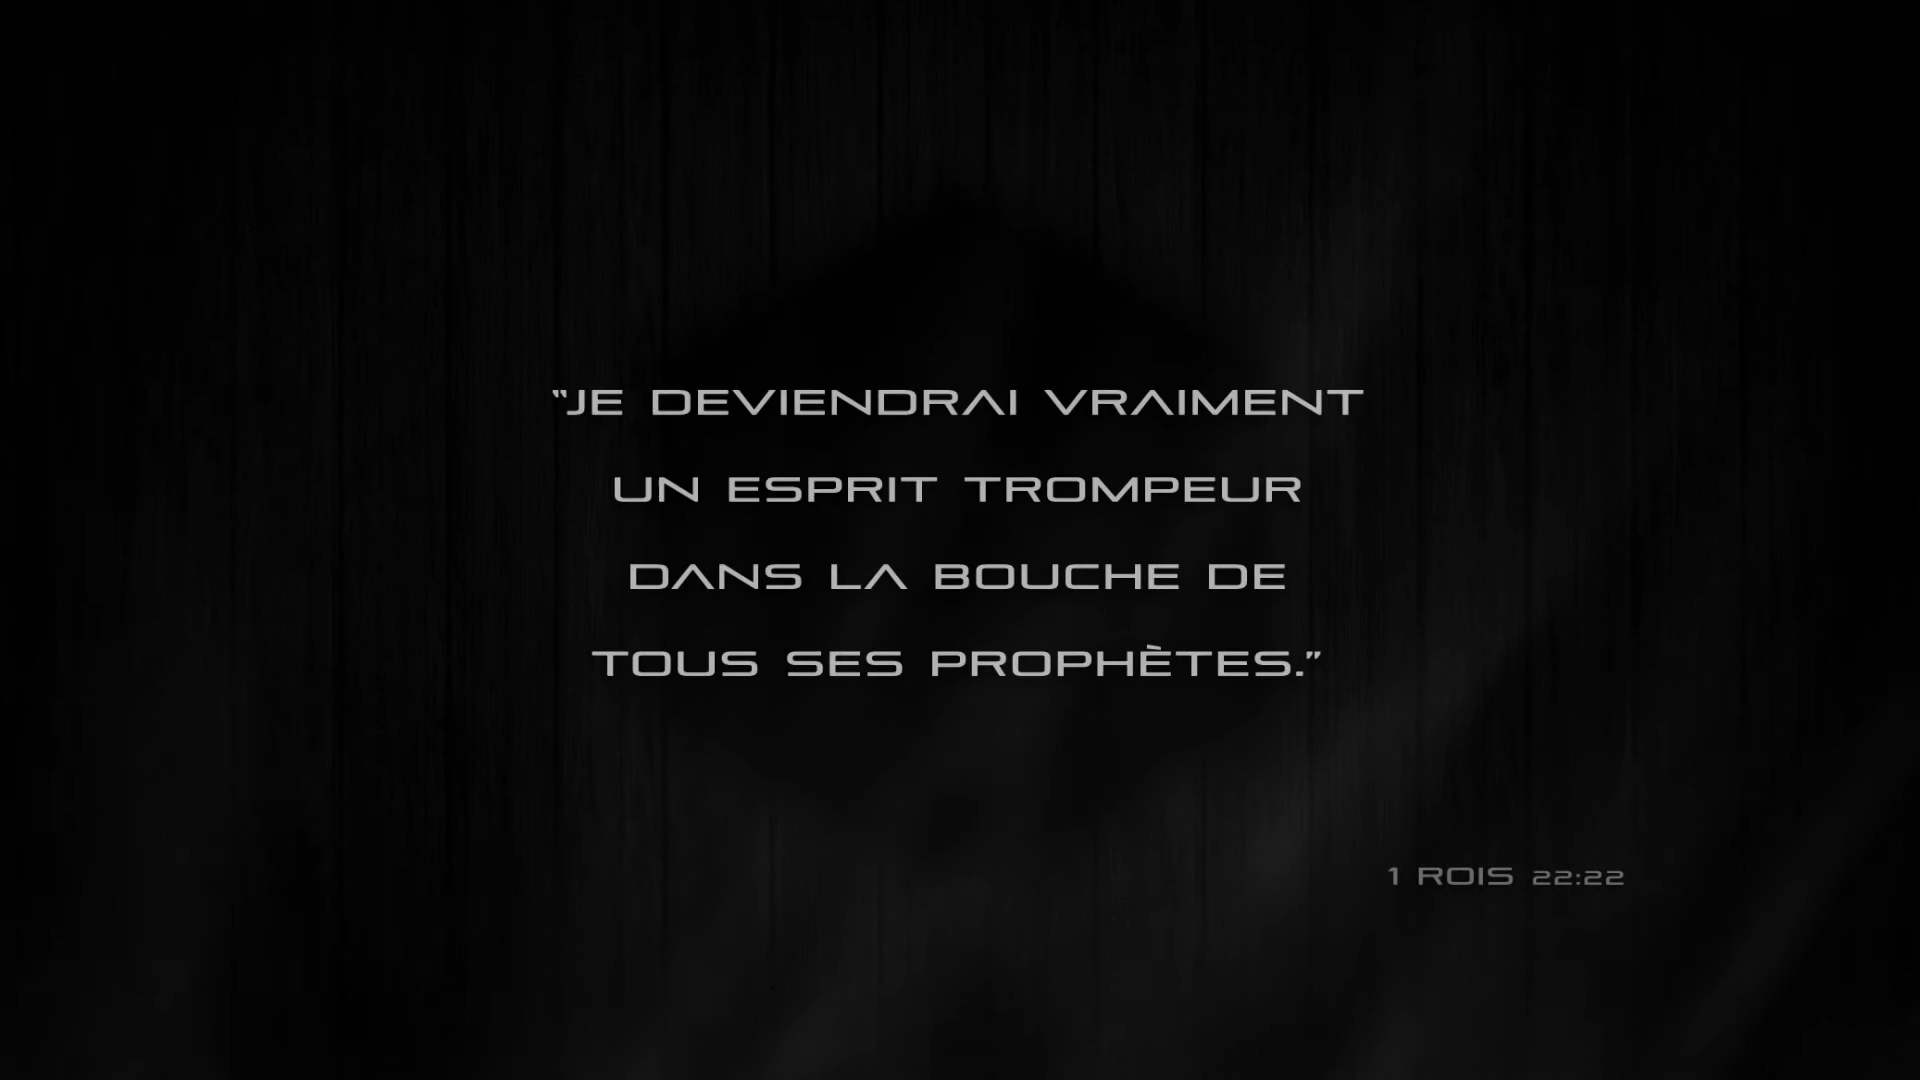 “JE DEVIENDRAI VRAIMENT
UN ESPRIT TROMPEUR
DANS LA BOUCHE DE
TOUS SES PROPHÈTES.”
1 ROIS 22:22